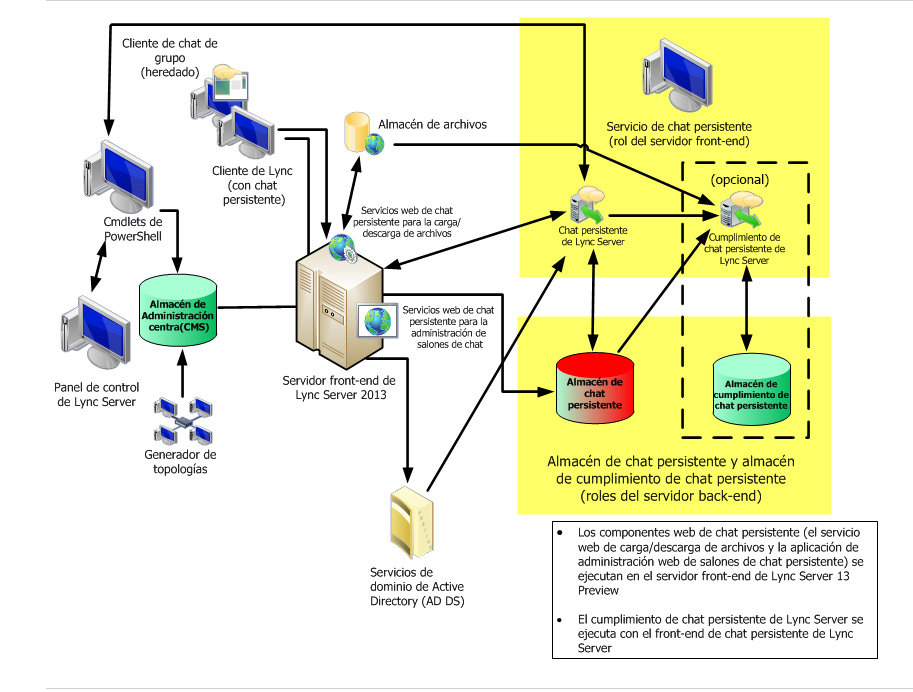 Cliente de chat de
grupo
(heredado)
Almacén de archivos
Servicio de chat persistente
(rol del servidor front-end)
Cliente de Lync
(con chat
persistente)
(opcional)
Cmdlets de
PowerShell
Servicios web de chat
persistente para la carga/
descarga de archivos
Chat persistente
de Lync Server
Cumplimiento de
chat persistente de
Lync Server
Almacén de
Administración
centra(CMS)
Servicios web de chat
persistente para la
administración de
salones de chat
Panel de control
de Lync Server
Servidor front-end de
Lync Server 2013
Almacén de
chat
persistente
Almacén de
cumplimiento de
chat persistente
Generador de
topologías
Almacén de chat persistente y almacén
de cumplimiento de chat persistente
(roles del servidor back-end)
Servicios de
dominio de Active
Directory (AD DS)
• Los componentes web de chat persistente (el servicio
web de carga/descarga de archivos y la aplicación de
administración web de salones de chat persistente) se
ejecutan en el servidor front-end de Lync Server 13
Preview
• El cumplimiento de chat persistente de Lync Server se
ejecuta con el front-end de chat persistente de Lync
Server